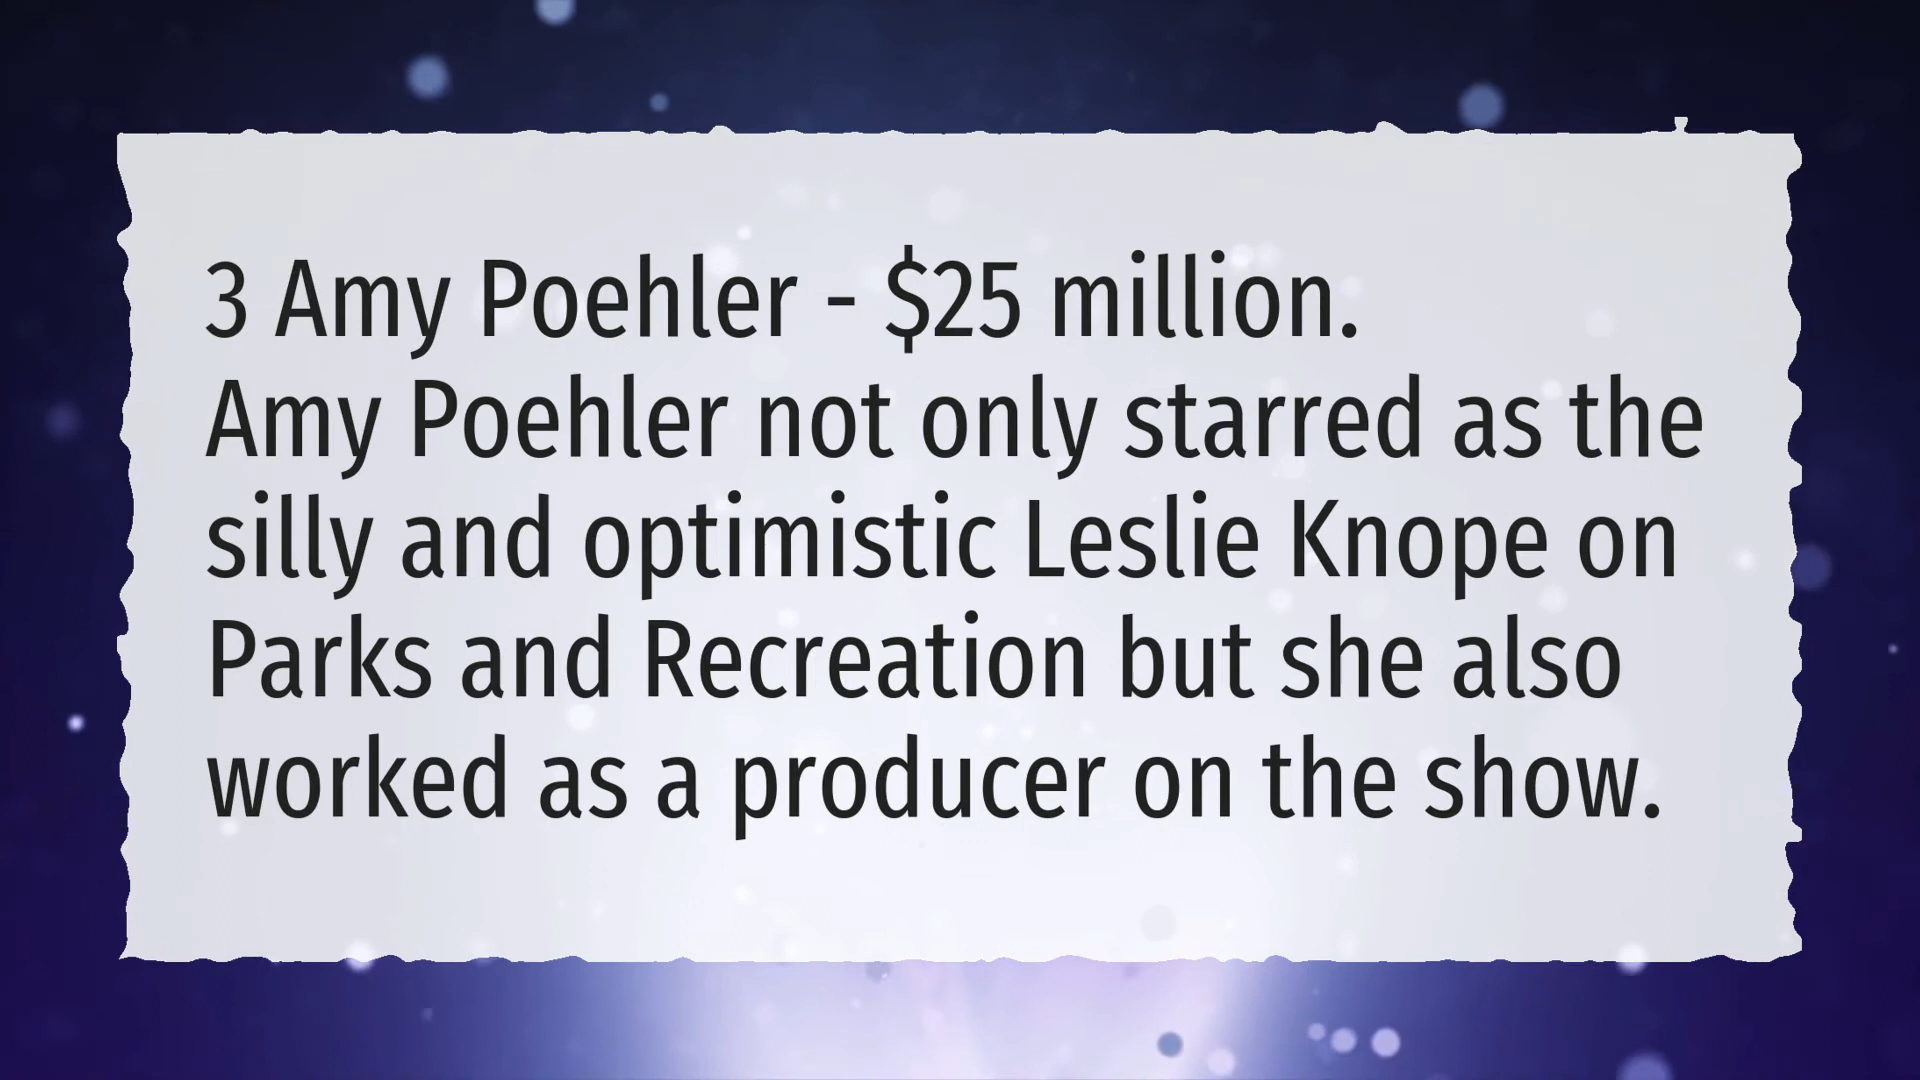 3 Amy Poehler - $25 million.
Amy Poehler not only starred as the
silly and optimistic Leslie Knope on
Parks and Recreation but she also
worked as a producer on the show.